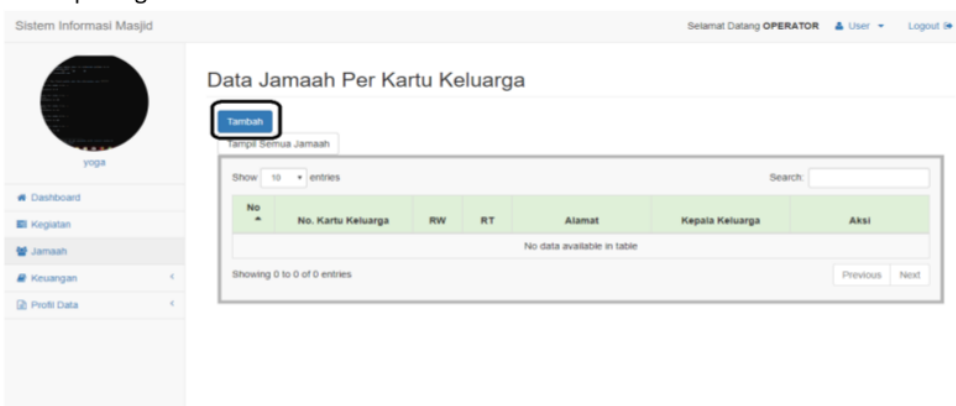 Sistem Informasi Masjid
Selamat Datang OPERATOR User Logout
yoga
Dashboard
Kegiatan
Jamaah
Keuangan
Profil Data
Data Jamaah Per Kartu Keluarga
Tambah
Tampil Semua Jamaah
Show 10 entries Search:
No No. Kartu Keluarga RW RT Alamat Kepala Keluarga Aksi
No data available in table
Showing 0 to 0 of 0 entries Previous Next